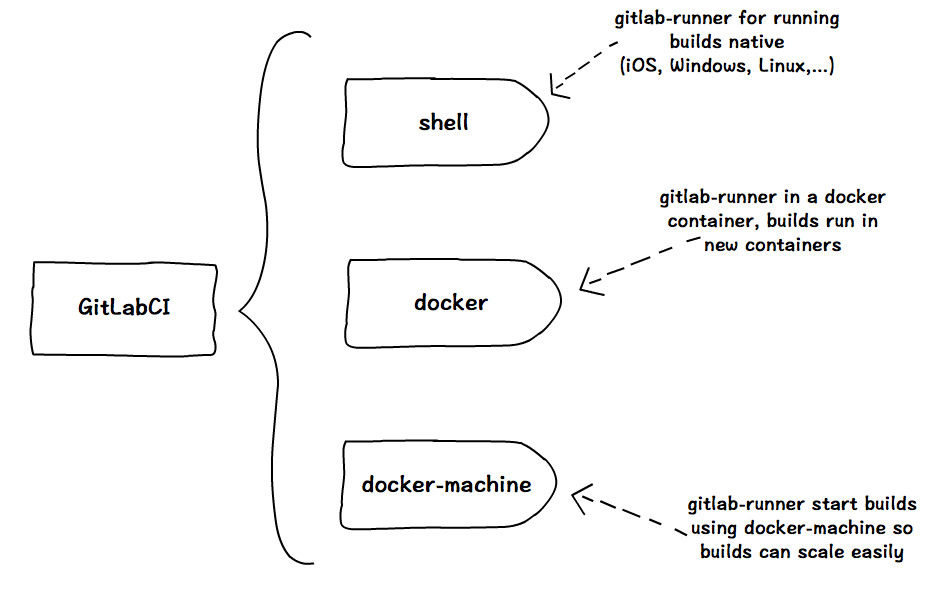 gitlab-runner for running
builds native
(iOS, Windows, Linux,...)
shell
gitlab-runner in a docker
container, builds run in
new containers
GitLabCI
docker
docker-machine
gitlab-runner start builds
using docker-machine so
builds can scale easily